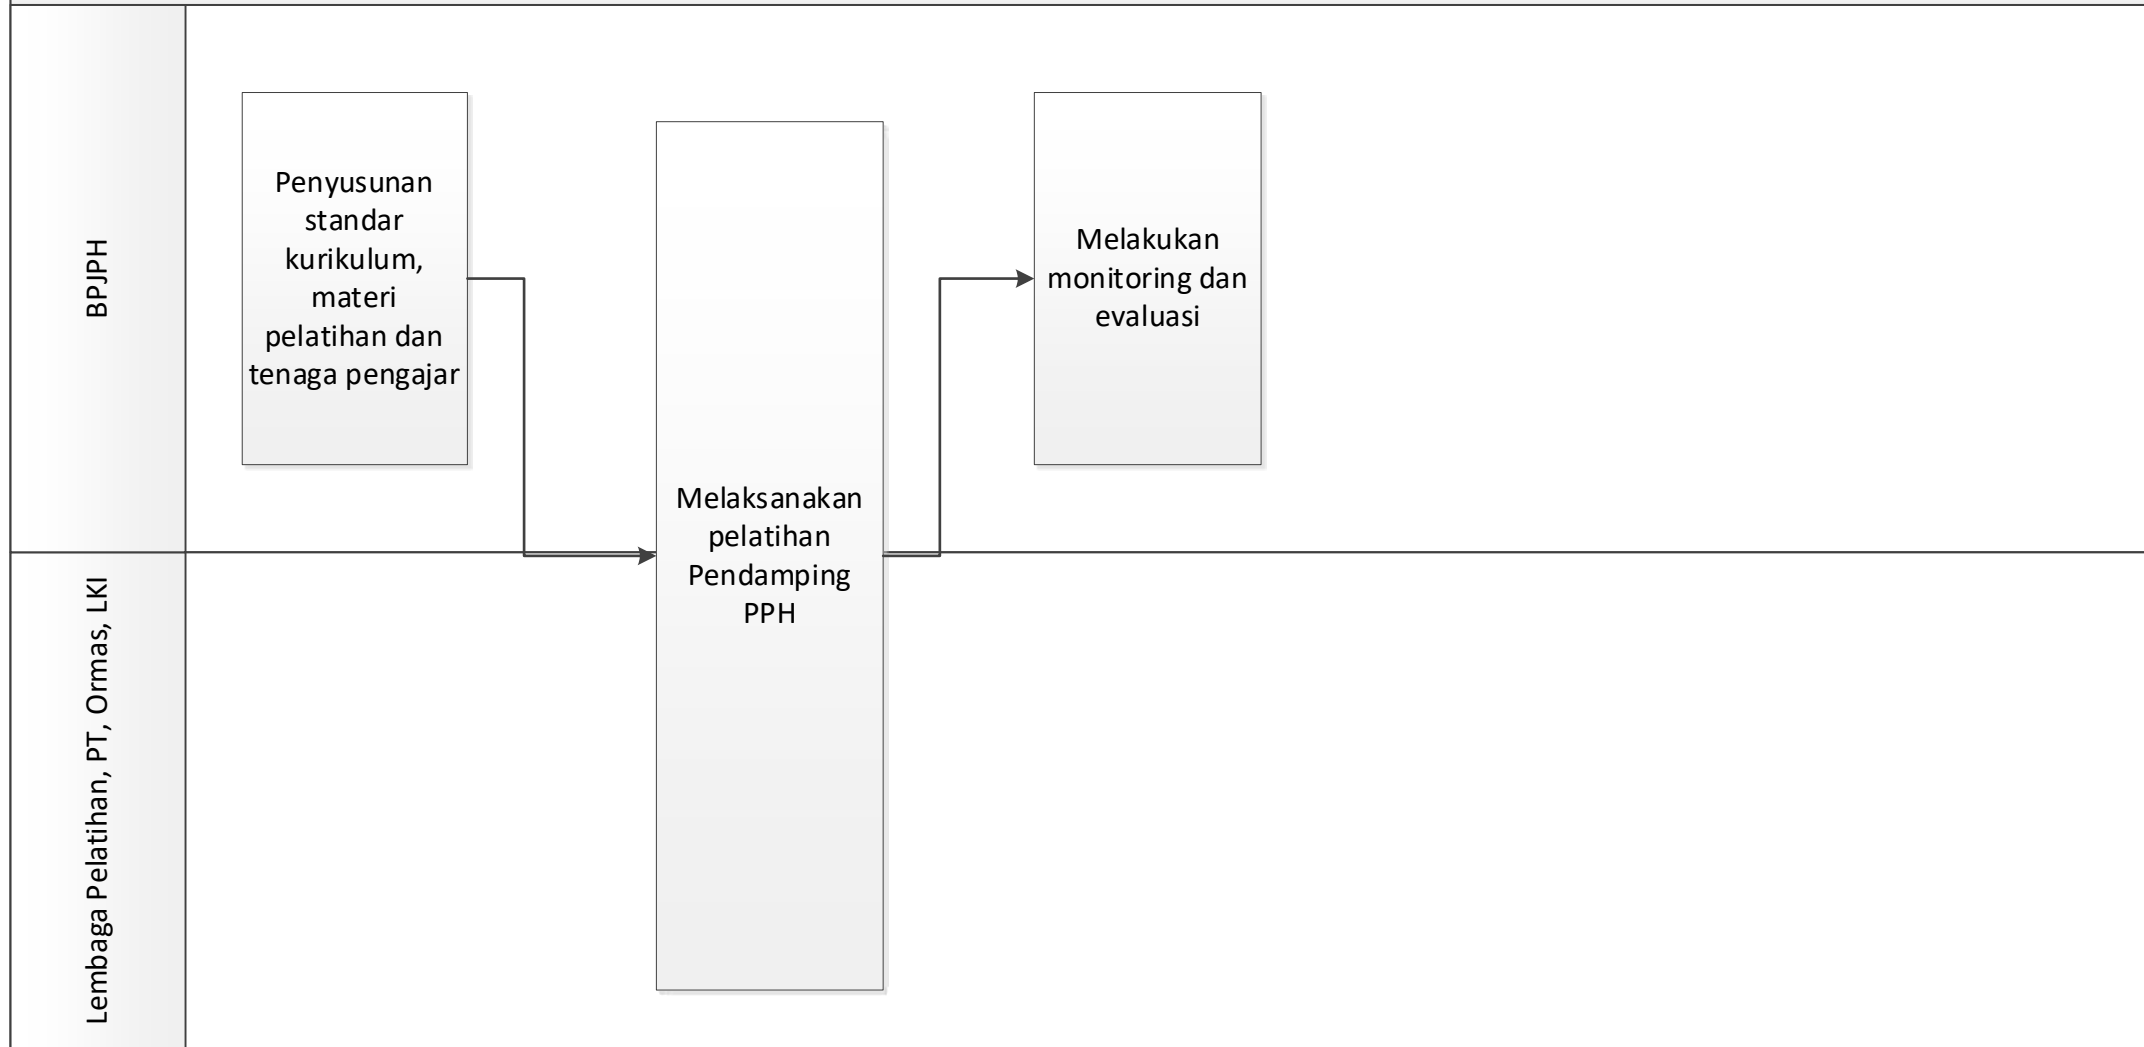 BPJPH
Penyusunan
standar
kurikulum,
materi
pelatihan dan
tenaga pengajar
Melaksanakan
pelatihan
Pendamping
PPH
Melakukan
monitoring dan
evaluasi
Lembaga Pelatihan, PT, Ormas, LKI